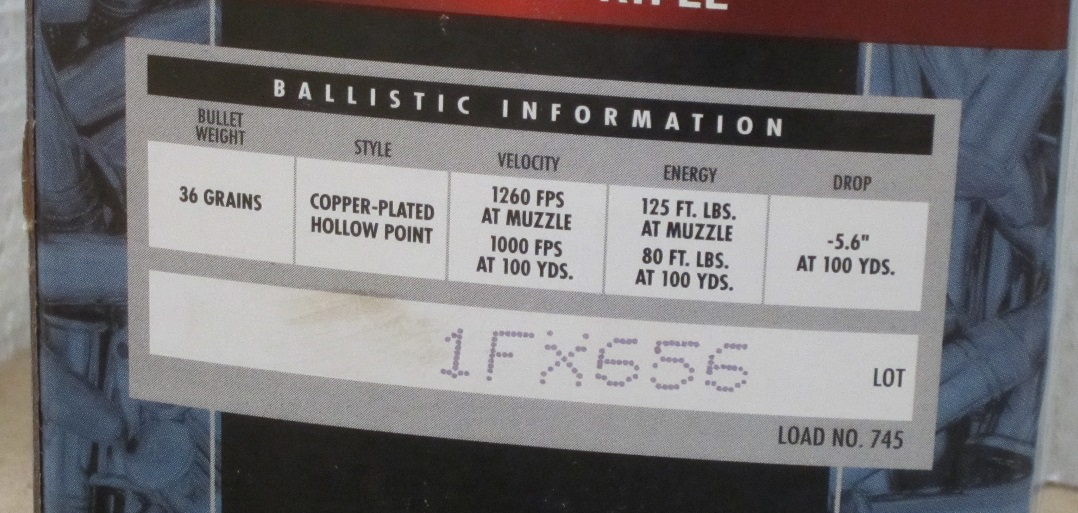 BALLISTIC INFORMATION
BULLET
WEIGHT
STYLE
VELOCITY
ENERGY
DROP
36 GRAINS
COPPER-PLATED
HOLLOW POINT
1260 FPS
AT MUZZLE
1000 FPS
AT 100 YDS.
125 FT. LBS.
AT MUZZLE
80 FT. LBS.
AT 100 YDS.
-5.6"
AT 100 YDS.
1FX656
LOT
LOAD NO. 745